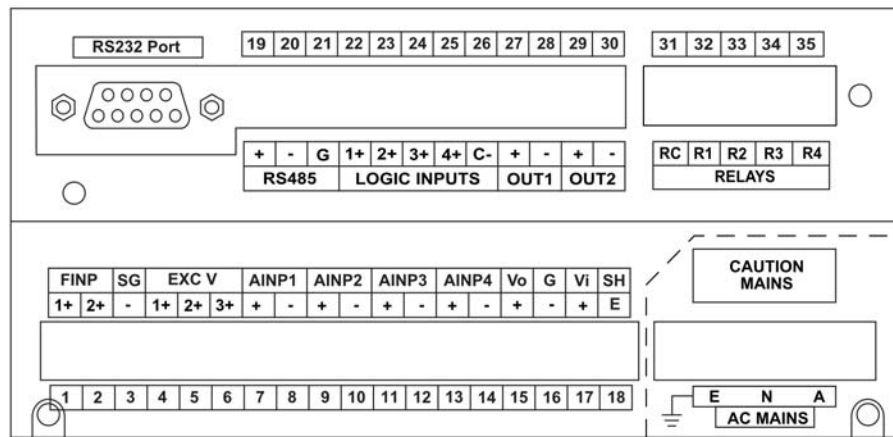 RS232 Port
19 20 21 22 23 24 25 26 27 28 29 30
31 32 33 34 35
+ - G 1+ 2+ 3+ 4+ C- + - + -
RS485 LOGIC INPUTS OUT1 OUT2
RC R1 R2 R3 R4
RELAYS
FINP SG EXC V AINP1 AINP2 AINP3 AINP4 Vo G Vi SH
1+ 2+ - 1+ 2+ 3+ + - + - + - + - + - + E
CAUTION
MAINS
1 2 3 4 5 6 7 8 9 10 11 12 13 14 15 16 17 18
E N A
AC MAINS